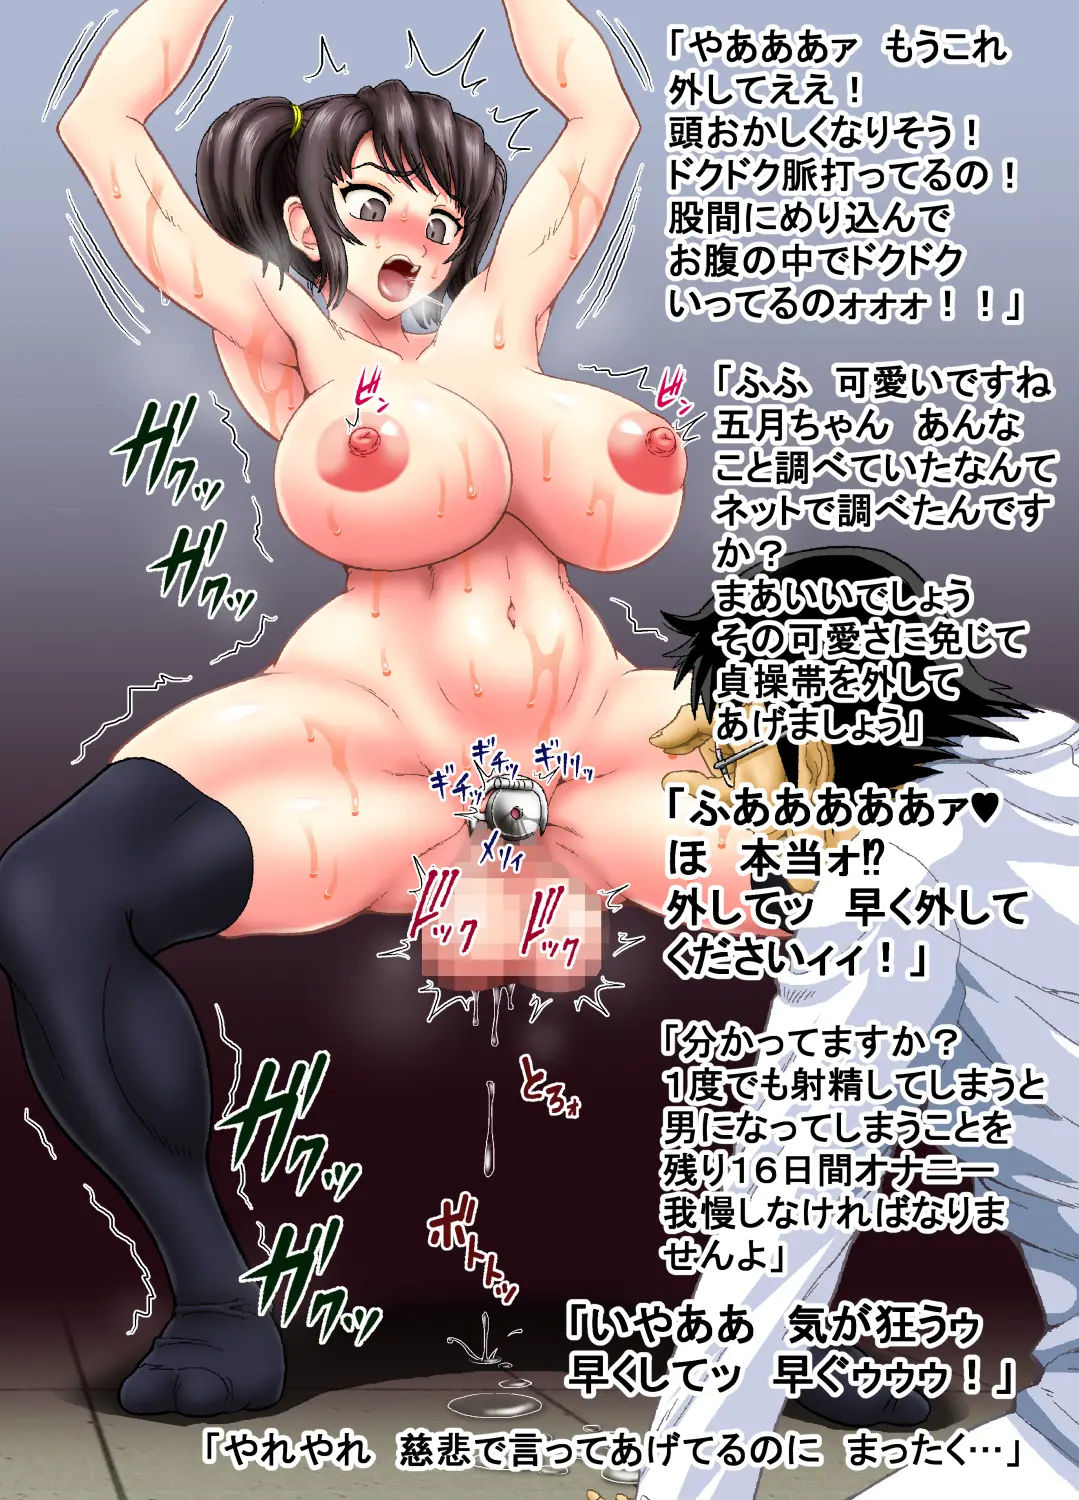 「やあああァ　もうこれ
外してええ！
頭おかしくなりそう！
ドクドク脈打ってるの！
股間にめり込んで
お腹の中でドクドク
いってるのォォォ！！」
ビンッ
ビンッ
「ふふ　可愛いですね
五月ちゃん　あんな
こと調べていたなんて
ネットで調べたんです
か？
まあいいでしょう
その可愛さに免じて
貞操帯を外して
あげましょう」
ガクッ
ガクッ
ギチッ
ギチッ
ギリリッ
メリィ
「ふああああああァ♥
ほ　本当ォ!?
外してッ　早く外して
くださいィィ！」
ドクック
ドクック
「分かってますか？
１度でも射精してしまうと
男になってしまうことを
残り１６日間オナニー
我慢しなければなりま
せんよ」
とろォ
ガクッ
ボトトッ
ガクッ
「いやああ　気が狂うゥ
早くしてッ　早ぐゥゥゥ！」
「やれやれ　慈悲で言ってあげてるのに　まったく…」